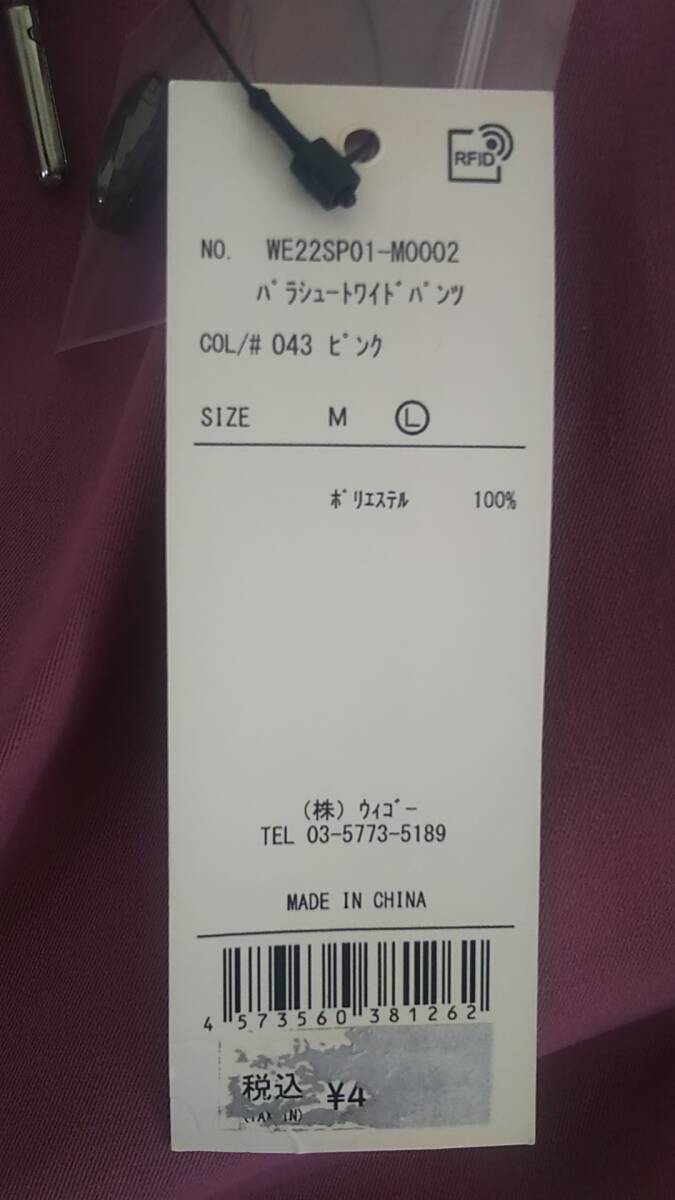 RFID
NO. WE22SP01-M0002
ﾊﾟﾗｼｭｰﾄﾜｲﾄﾞﾊﾟﾝﾂ
COL/# 043 ﾋﾟﾝｸ
SIZE M Ⓛ
ﾎﾟﾘｴｽﾃﾙ 100%
(株) ｳｨｺﾞｰ
TEL 03-5773-5189
MADE IN CHINA
4 573560 381262
税込 ¥4
(TAX IN)